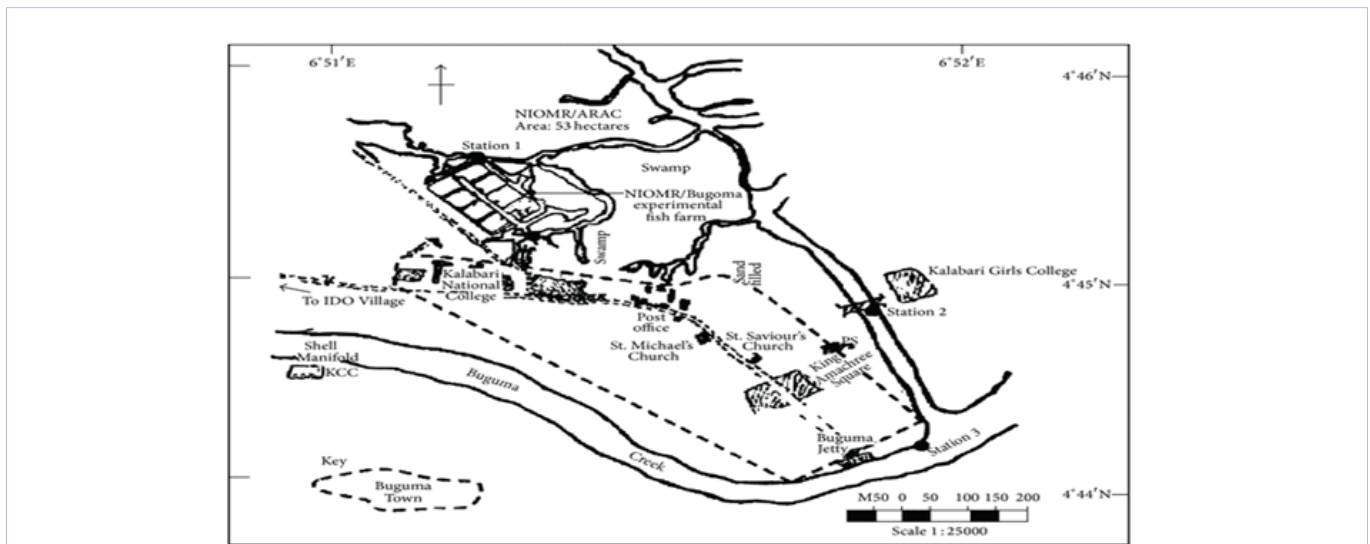 6°51′E
6°52′E
4°46′N
NIOMR/ARAC
Area: 53 hectares
Station 1
Swamp
NIOMR/Bugoma
experimental
fish farm
Swamp
Sand
filled
Kalabari Girls College
4°45′N
Kalabari
National
College
To IDO Village
Station 2
Post
office
St. Michael's
Church
St. Saviour's
Church
PS
King
Amachree
Square
Shell
Manifold
KCC
Buguma
Creek
Buguma
Jetty
Station 3
Key
Buguma
Town
4°44′N
M50 0 50 100 150 200
Scale 1 : 25000